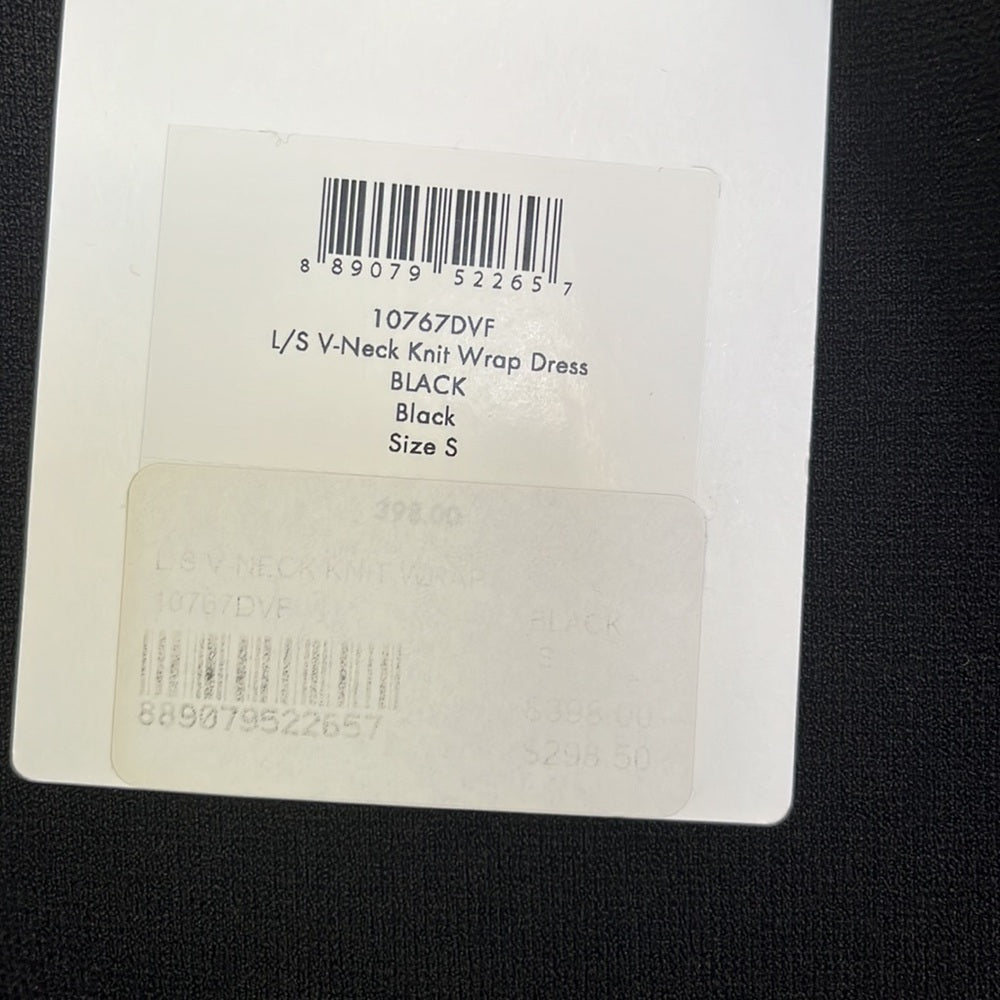 8 89079 52265 7
10767DVF
L/S V-Neck Knit Wrap Dress
BLACK
Black
Size S
398.00
L/S V-NECK KNIT WRAP
10767DVF
BLACK
S
889079522657
$398.00
$298.50